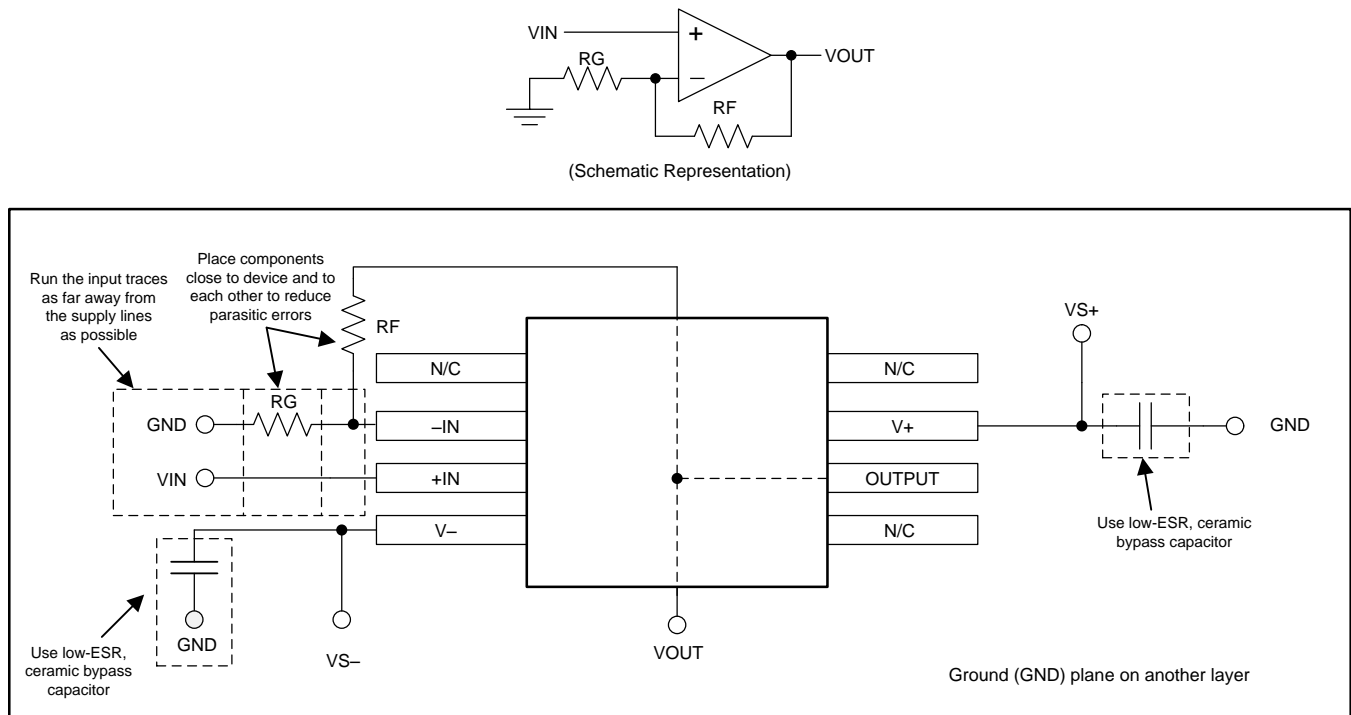 VIN
+
RG
–
VOUT
RF
(Schematic Representation)
Run the input traces
as far away from
the supply lines
as possible
Place components
close to device and to
each other to reduce
parasitic errors
RF
N/C
RG
GND
–IN
VIN
+IN
V–
GND
Use low-ESR,
ceramic bypass
capacitor
VS–
VOUT
N/C
V+
OUTPUT
N/C
VS+
GND
Use low-ESR, ceramic
bypass capacitor
Ground (GND) plane on another layer